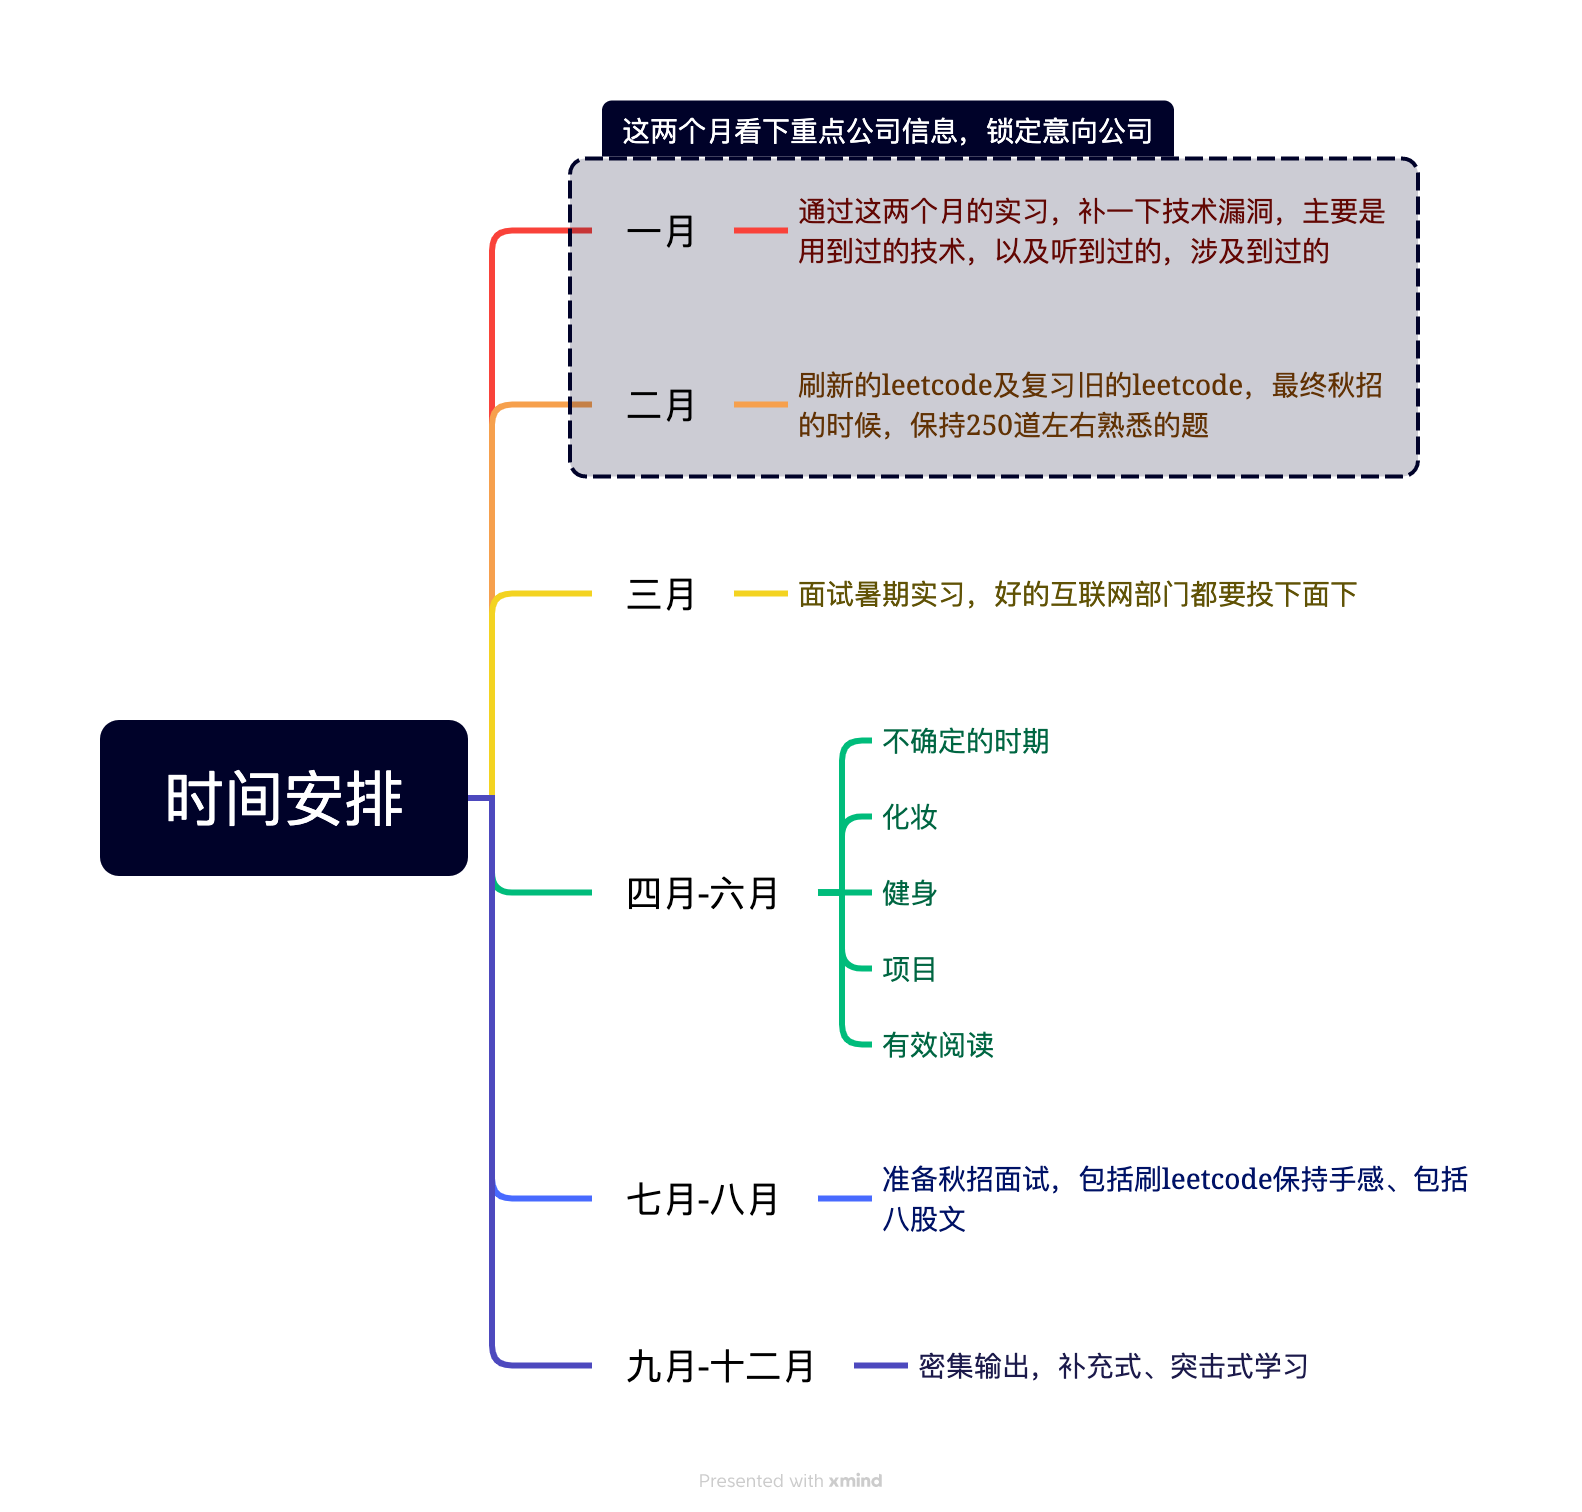 这两个月看下重点公司信息，锁定意向公司
一月
通过这两个月的实习，补一下技术漏洞，主要是
用到过的技术，以及听到过的，涉及到过的
二月
刷新的leetcode及复习旧的leetcode，最终秋招
的时候，保持250道左右熟悉的题
三月
面试暑期实习，好的互联网部门都要投下面下
时间安排
四月-六月
不确定的时期
化妆
健身
项目
有效阅读
七月-八月
准备秋招面试，包括刷leetcode保持手感、包括
八股文
九月-十二月
密集输出，补充式、突击式学习
Presented with xmind